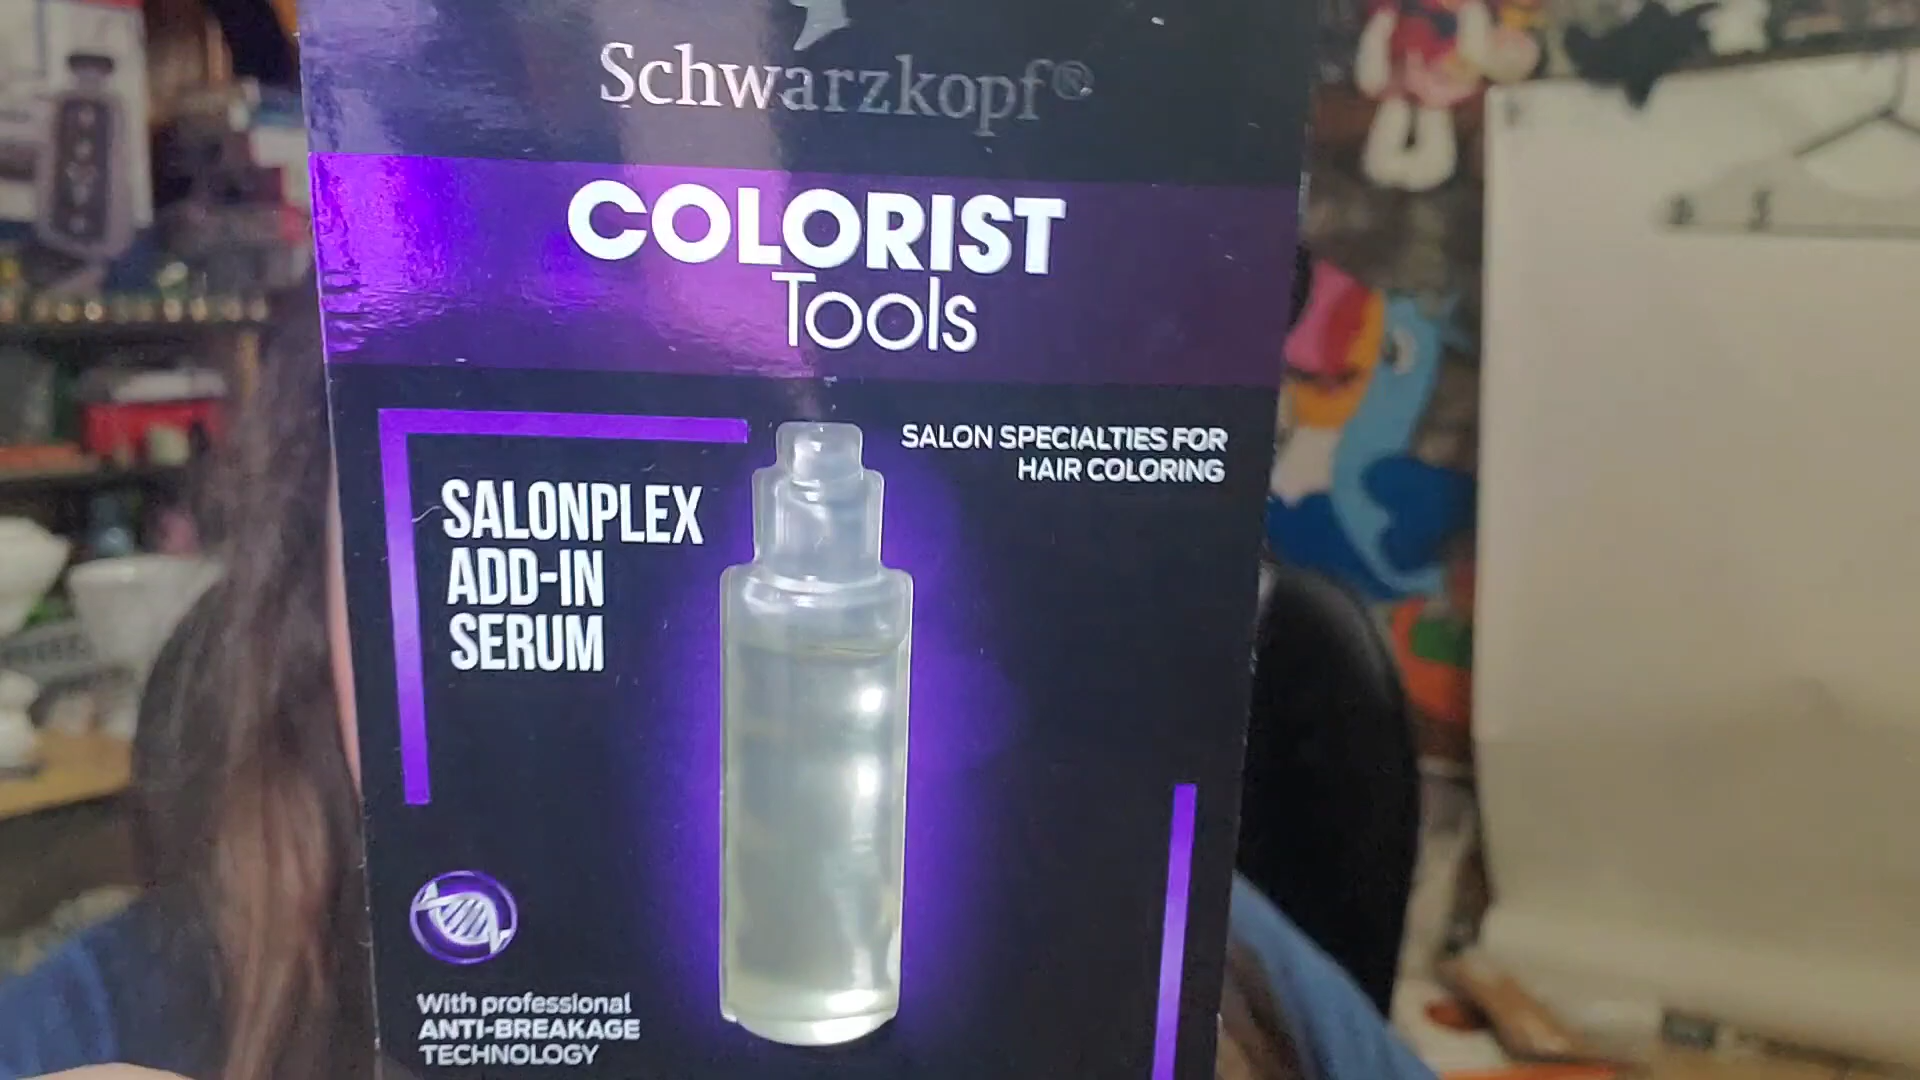 Schwarzkopf®
COLORIST
Tools
SALON SPECIALTIES FOR
HAIR COLORING
SALONPLEX
ADD-IN
SERUM
With professional
ANTI-BREAKAGE
TECHNOLOGY